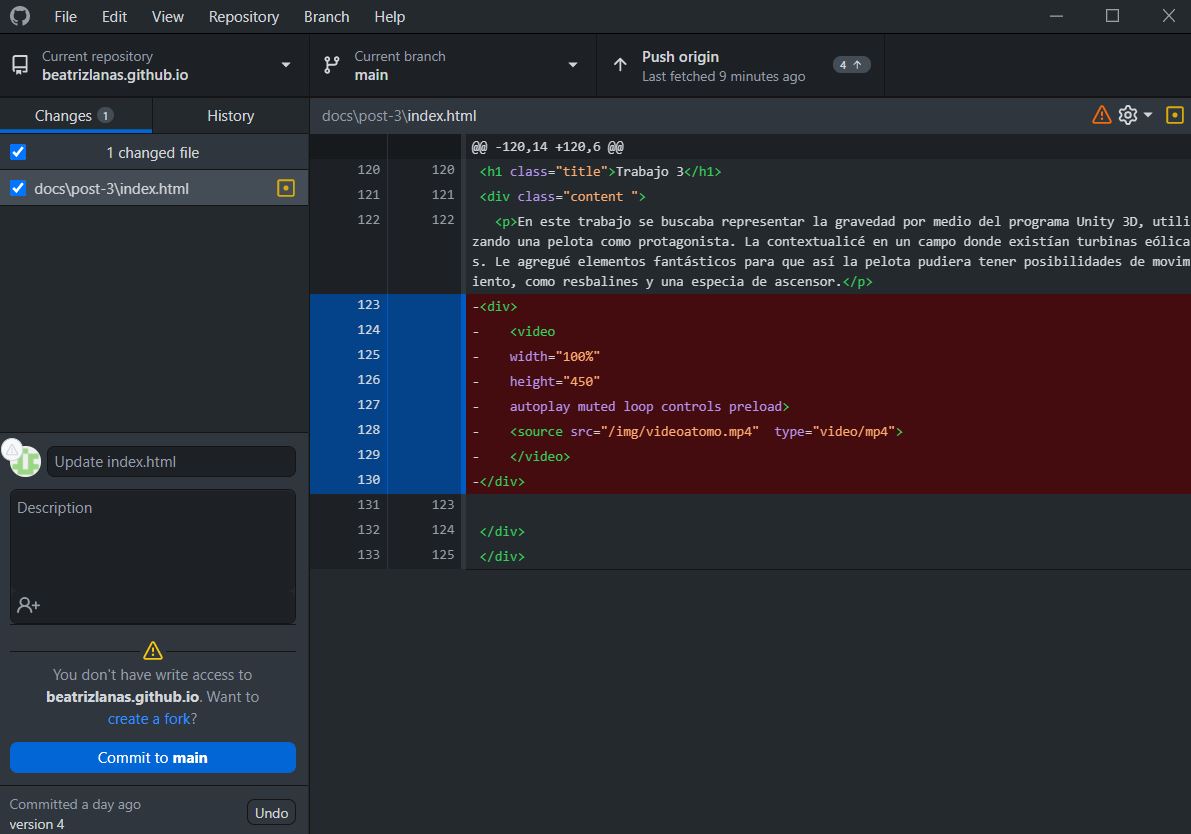 File Edit View Repository Branch Help
Current repository
beatrizlanas.github.io
Current branch
main
Push origin
Last fetched 9 minutes ago
4
Changes 1
History
docs\post-3\index.html
1 changed file
docs\post-3\index.html
@@ -120,14 +120,6 @@
120 120 <h1 class="title">Trabajo 3</h1>
121 121 <div class="content ">
122 122 <p>En este trabajo se buscaba representar la gravedad por medio del programa Unity 3D, utili
zando una pelota como protagonista. La contextualicé en un campo donde existían turbinas eólica
s. Le agregué elementos fantásticos para que así la pelota pudiera tener posibilidades de movim
iento, como resbalines y una especia de ascensor.</p>
123 -<div>
124 - <video
125 - width="100%"
126 - height="450"
127 - autoplay muted loop controls preload>
128 - <source src="/img/videoatomo.mp4" type="video/mp4">
129 - </video>
130 -</div>
131 123
132 124 </div>
133 125 </div>
Update index.html
Description
You don't have write access to
beatrizlanas.github.io. Want to
create a fork?
Commit to main
Committed a day ago
version 4
Undo